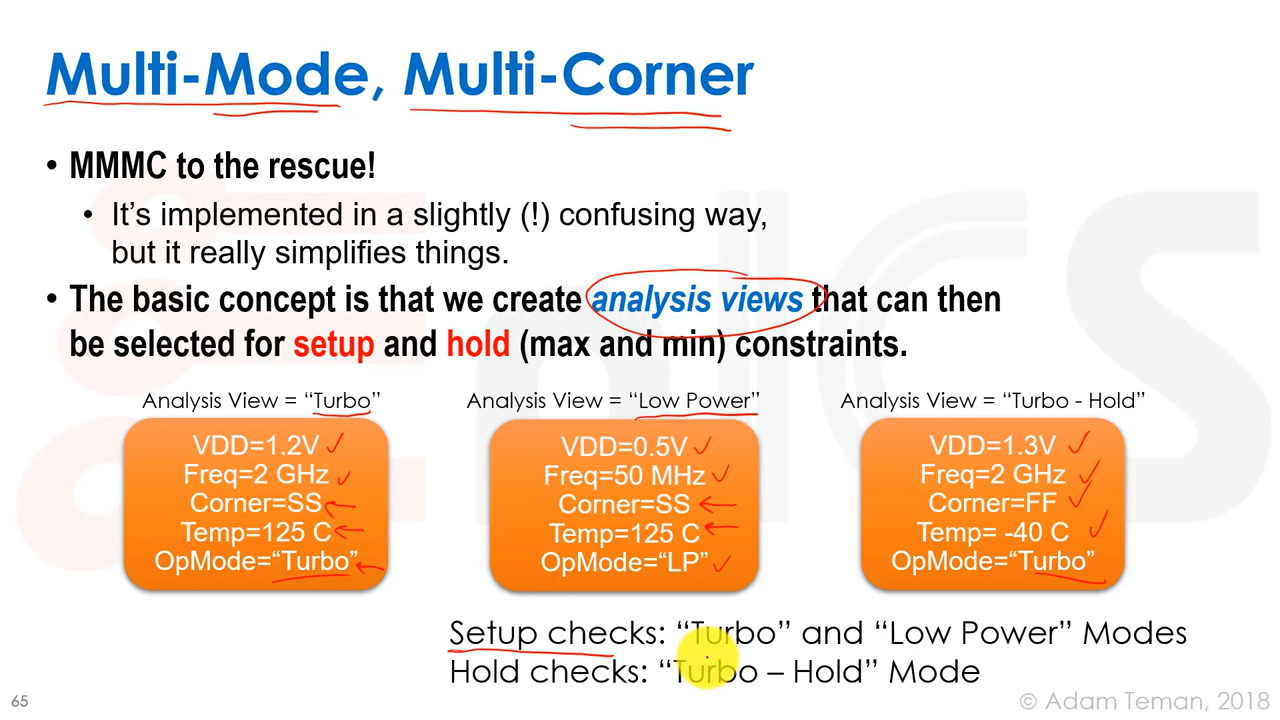 Multi-Mode, Multi-Corner
• MMMC to the rescue!
• It's implemented in a slightly (!) confusing way,
but it really simplifies things.
• The basic concept is that we create analysis views that can then
be selected for setup and hold (max and min) constraints.
Analysis View = “Turbo”
VDD=1.2V
Freq=2 GHz
Corner=SS
Temp=125 C
OpMode=“Turbo”
Analysis View = “Low Power”
VDD=0.5V
Freq=50 MHz
Corner=SS
Temp=125 C
OpMode=“LP”
Analysis View = “Turbo - Hold”
VDD=1.3V
Freq=2 GHz
Corner=FF
Temp= -40 C
OpMode=“Turbo”
Setup checks: “Turbo” and “Low Power” Modes
Hold checks: “Turbo – Hold” Mode
65
© Adam Teman, 2018